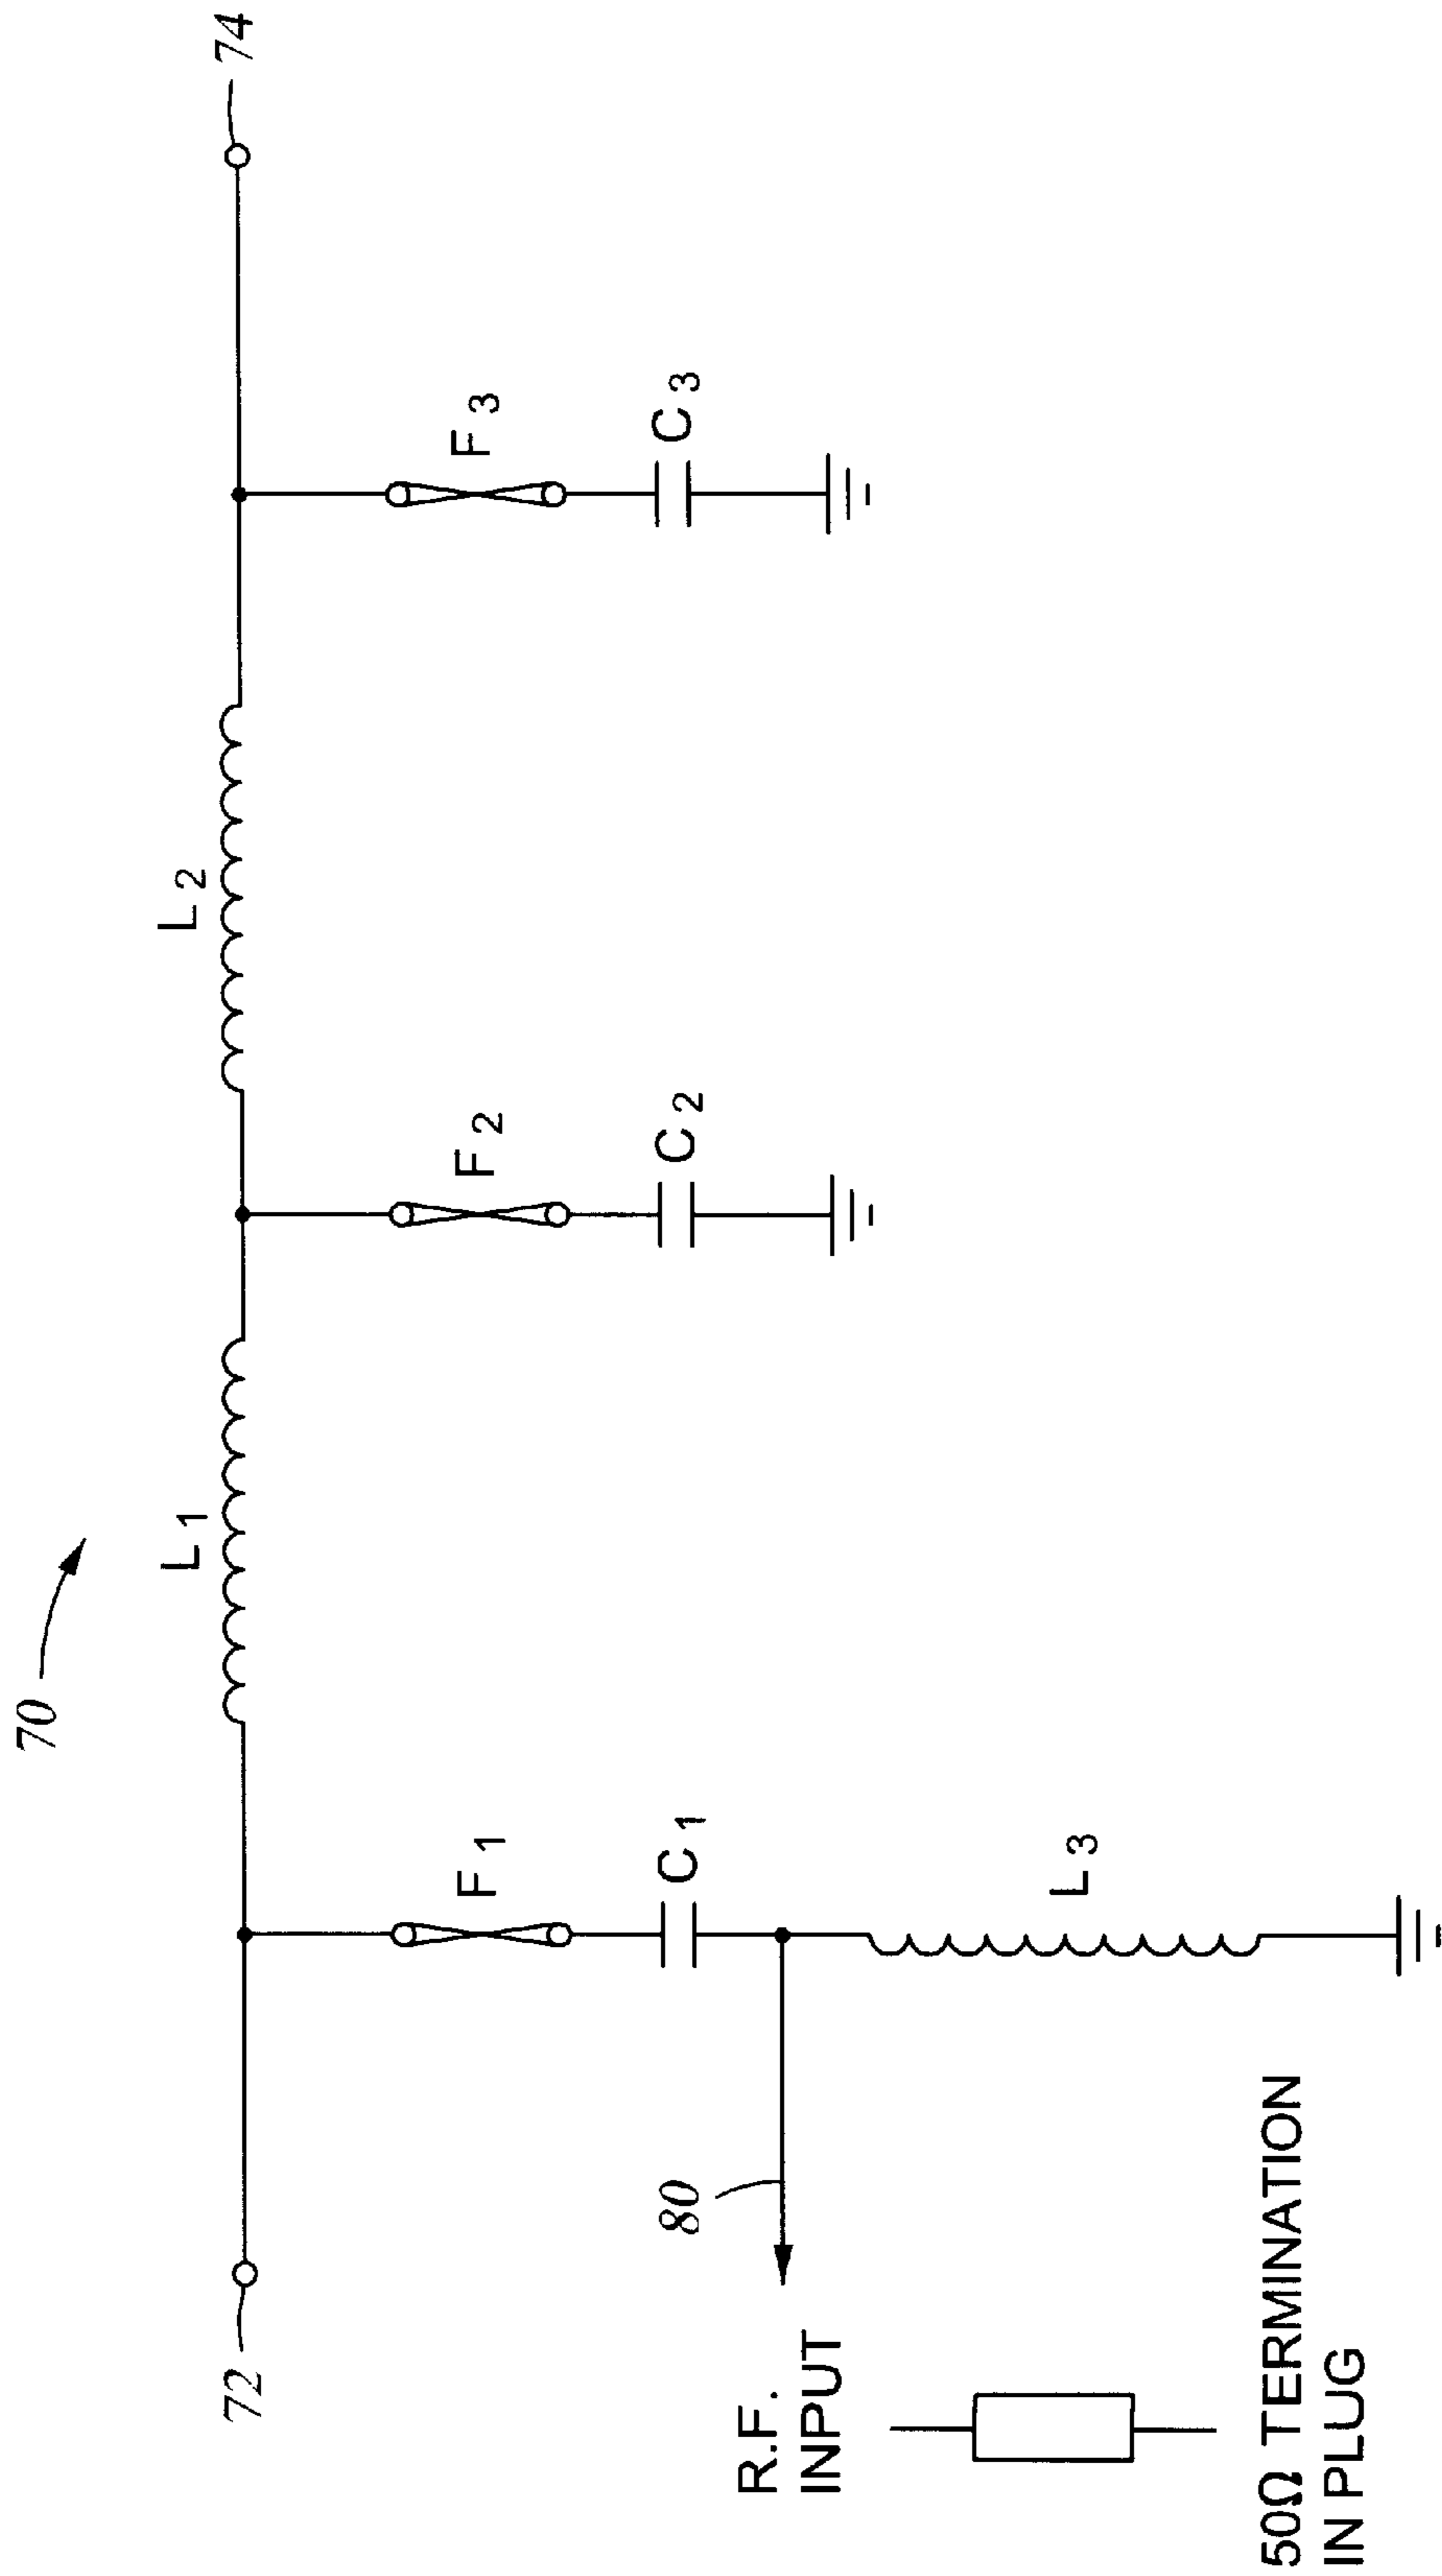 70
L1
L2
72
74
F1
F2
F3
C1
C2
C3
80
R.F.
INPUT
L3
50Ω TERMINATION
IN PLUG